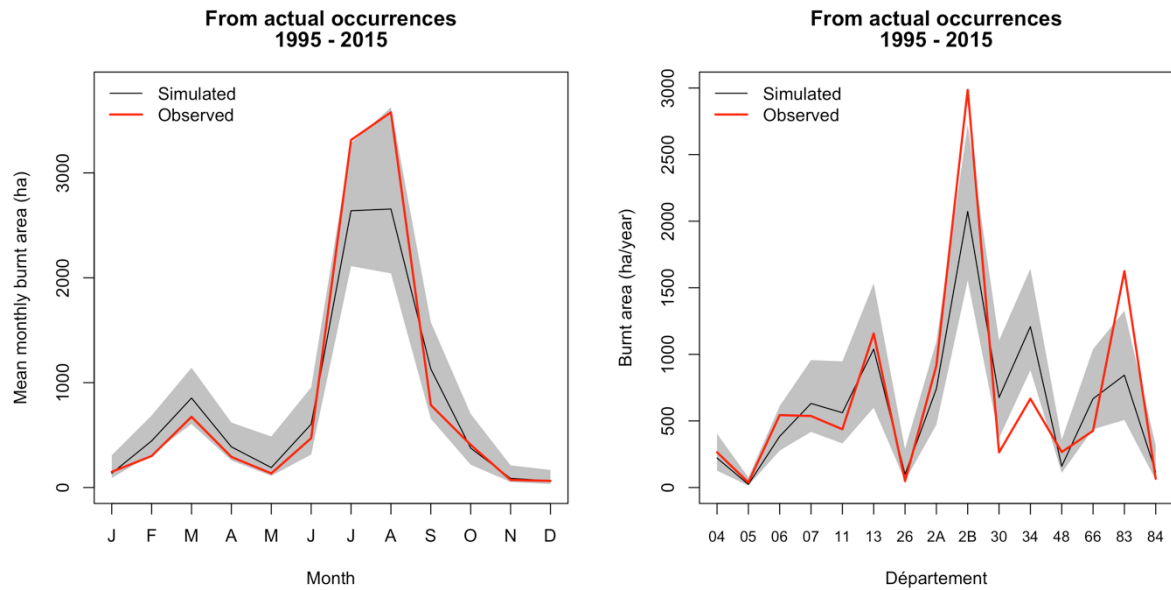 From actual occurrences
1995 - 2015
Simulated
Observed
Mean monthly burnt area (ha)
3000
2000
1000
0
J F M A M J J A S O N D
Month
From actual occurrences
1995 - 2015
Simulated
Observed
Burnt area (ha/year)
3000
2500
2000
1500
1000
500
0
04 05 06 07 11 13 26 2A 2B 30 34 48 66 83 84
Département